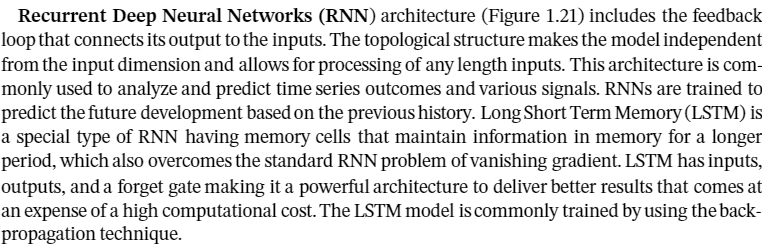 Recurrent Deep Neural Networks (RNN) architecture (Figure 1.21) includes the feedback
loop that connects its output to the inputs. The topological structure makes the model independent
from the input dimension and allows for processing of any length inputs. This architecture is com-
monly used to analyze and predict time series outcomes and various signals. RNNs are trained to
predict the future development based on the previous history. Long Short Term Memory (LSTM) is
a special type of RNN having memory cells that maintain information in memory for a longer
period, which also overcomes the standard RNN problem of vanishing gradient. LSTM has inputs,
outputs, and a forget gate making it a powerful architecture to deliver better results that comes at
an expense of a high computational cost. The LSTM model is commonly trained by using the back-
propagation technique.